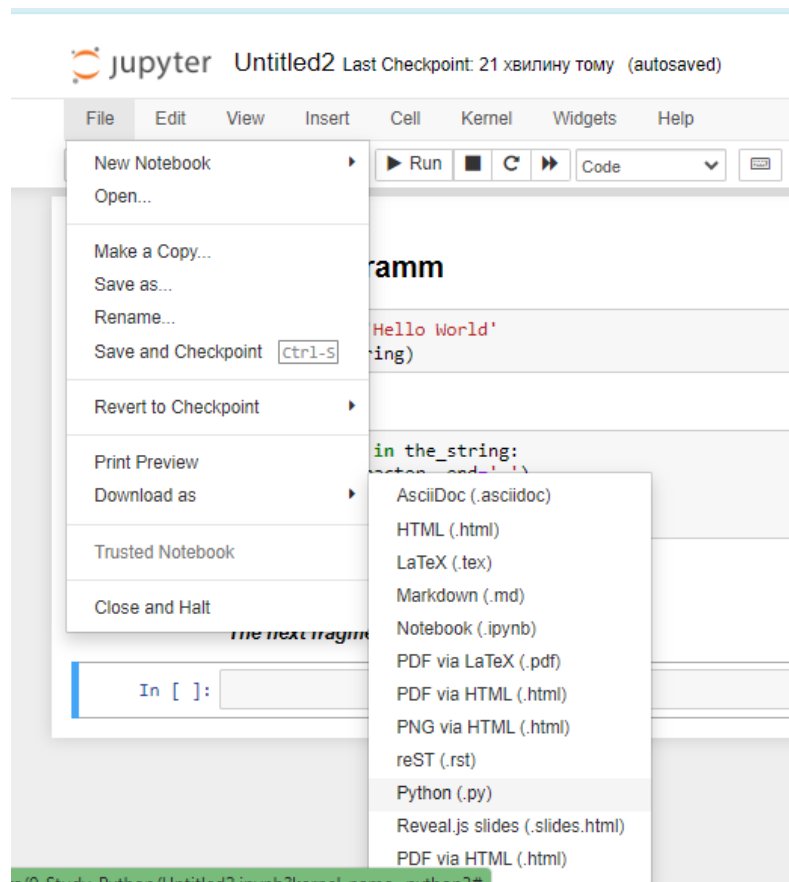 jupyter Untitled2 Last Checkpoint: 21 хвилину тому (autosaved)
File Edit View Insert Cell Kernel Widgets Help
New Notebook
Run
Code
Open...
Make a Copy...
Save as...
Rename...
Save and Checkpoint Ctrl-S
Revert to Checkpoint
Print Preview
Download as
Trusted Notebook
Close and Halt
ramm
'Hello World'
ring)
in the_string:
AsciiDoc (.asciidoc)
HTML (.html)
LaTeX (.tex)
Markdown (.md)
Notebook (.ipynb)
PDF via LaTeX (.pdf)
PDF via HTML (.html)
PNG via HTML (.html)
reST (.rst)
Python (.py)
Reveal.js slides (.slides.html)
PDF via HTML (.html)
The next
In [ ]: